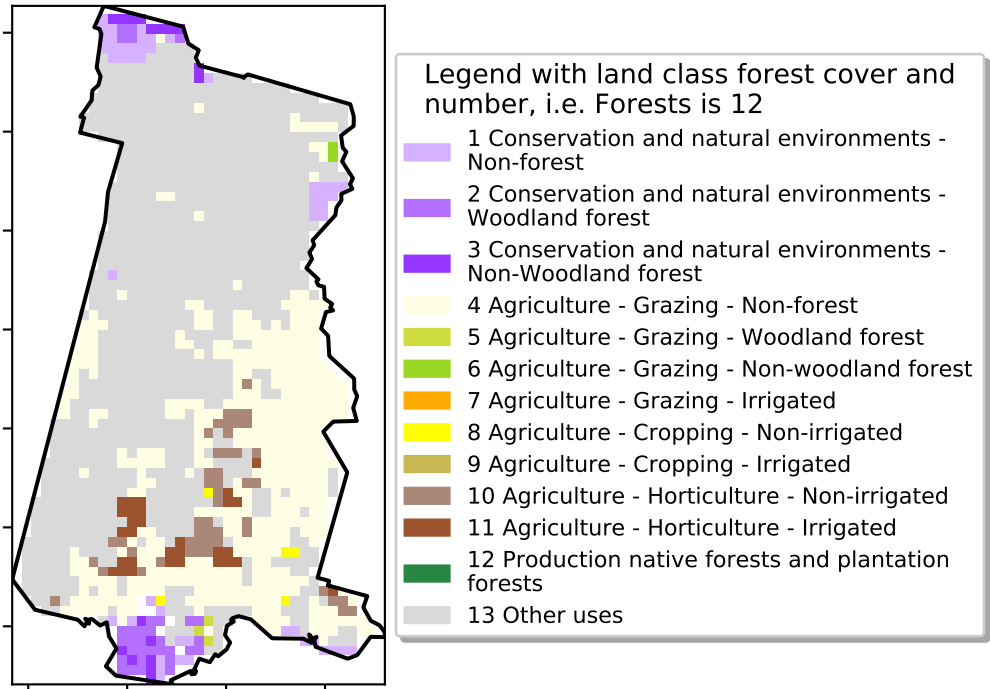 Legend with land class forest cover and
number, i.e. Forests is 12
1 Conservation and natural environments -
Non-forest
2 Conservation and natural environments -
Woodland forest
3 Conservation and natural environments -
Non-Woodland forest
4 Agriculture - Grazing - Non-forest
5 Agriculture - Grazing - Woodland forest
6 Agriculture - Grazing - Non-woodland forest
7 Agriculture - Grazing - Irrigated
8 Agriculture - Cropping - Non-irrigated
9 Agriculture - Cropping - Irrigated
10 Agriculture - Horticulture - Non-irrigated
11 Agriculture - Horticulture - Irrigated
12 Production native forests and plantation
forests
13 Other uses